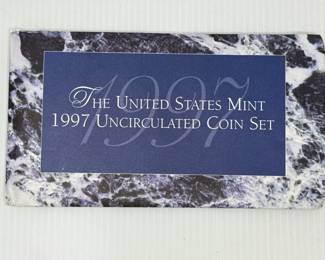 1997
The United States Mint
1997 Uncirculated Coin Set